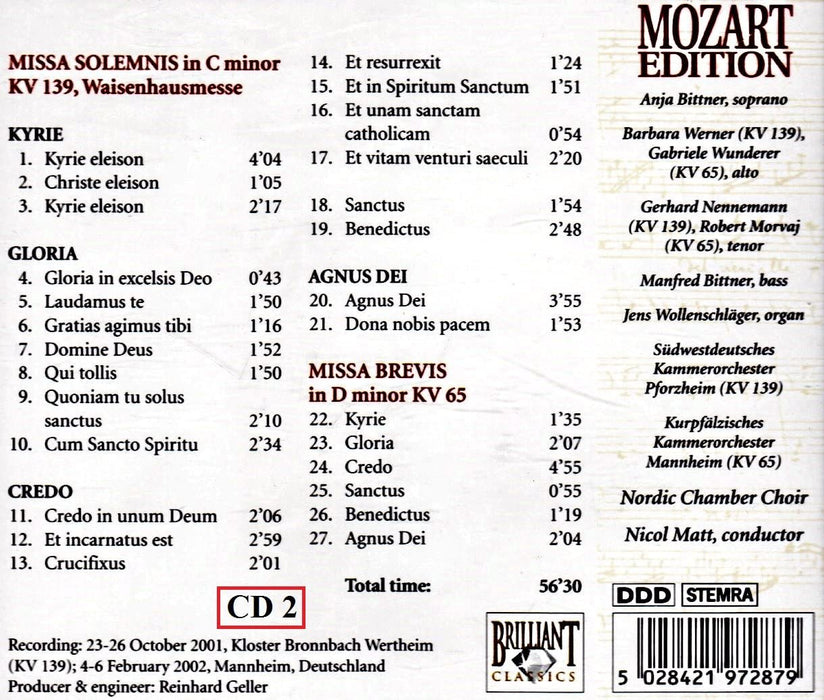 MISSA SOLEMNIS in C minor
KV 139, Waisenhausmesse
KYRIE
1. Kyrie eleison 4’04
2. Christe eleison 1’05
3. Kyrie eleison 2’17
GLORIA
4. Gloria in excelsis Deo 0’43
5. Laudamus te 1’50
6. Gratias agimus tibi 1’16
7. Domine Deus 1’52
8. Qui tollis 1’50
9. Quoniam tu solus
sanctus 2’10
10. Cum Sancto Spiritu 2’34
CREDO
11. Credo in unum Deum 2’06
12. Et incarnatus est 2’59
13. Crucifixus 2’01
14. Et resurrexit 1’24
15. Et in Spiritum Sanctum 1’51
16. Et unam sanctam
catholicam 0’54
17. Et vitam venturi saeculi 2’20
18. Sanctus 1’54
19. Benedictus 2’48
AGNUS DEI
20. Agnus Dei 3’55
21. Dona nobis pacem 1’53
MISSA BREVIS
in D minor KV 65
22. Kyrie 1’35
23. Gloria 2’07
24. Credo 4’55
25. Sanctus 0’55
26. Benedictus 1’19
27. Agnus Dei 2’04
Total time: 56’30
CD 2
Recording: 23-26 October 2001, Kloster Bronnbach Wertheim
(KV 139); 4-6 February 2002, Mannheim, Deutschland
Producer & engineer: Reinhard Geller
BRILLIANT
CLASSICS
MOZART
EDITION
Anja Bittner, soprano
Barbara Werner (KV 139),
Gabriele Wunderer
(KV 65), alto
Gerhard Nennemann
(KV 139), Robert Morvaj
(KV 65), tenor
Manfred Bittner, bass
Jens Wollenschläger, organ
Südwestdeutsches
Kammerorchester
Pforzheim (KV 139)
Kurpfälzisches
Kammerorchester
Mannheim (KV 65)
Nordic Chamber Choir
Nicol Matt, conductor
DDD STEMRA
5 028421 972879